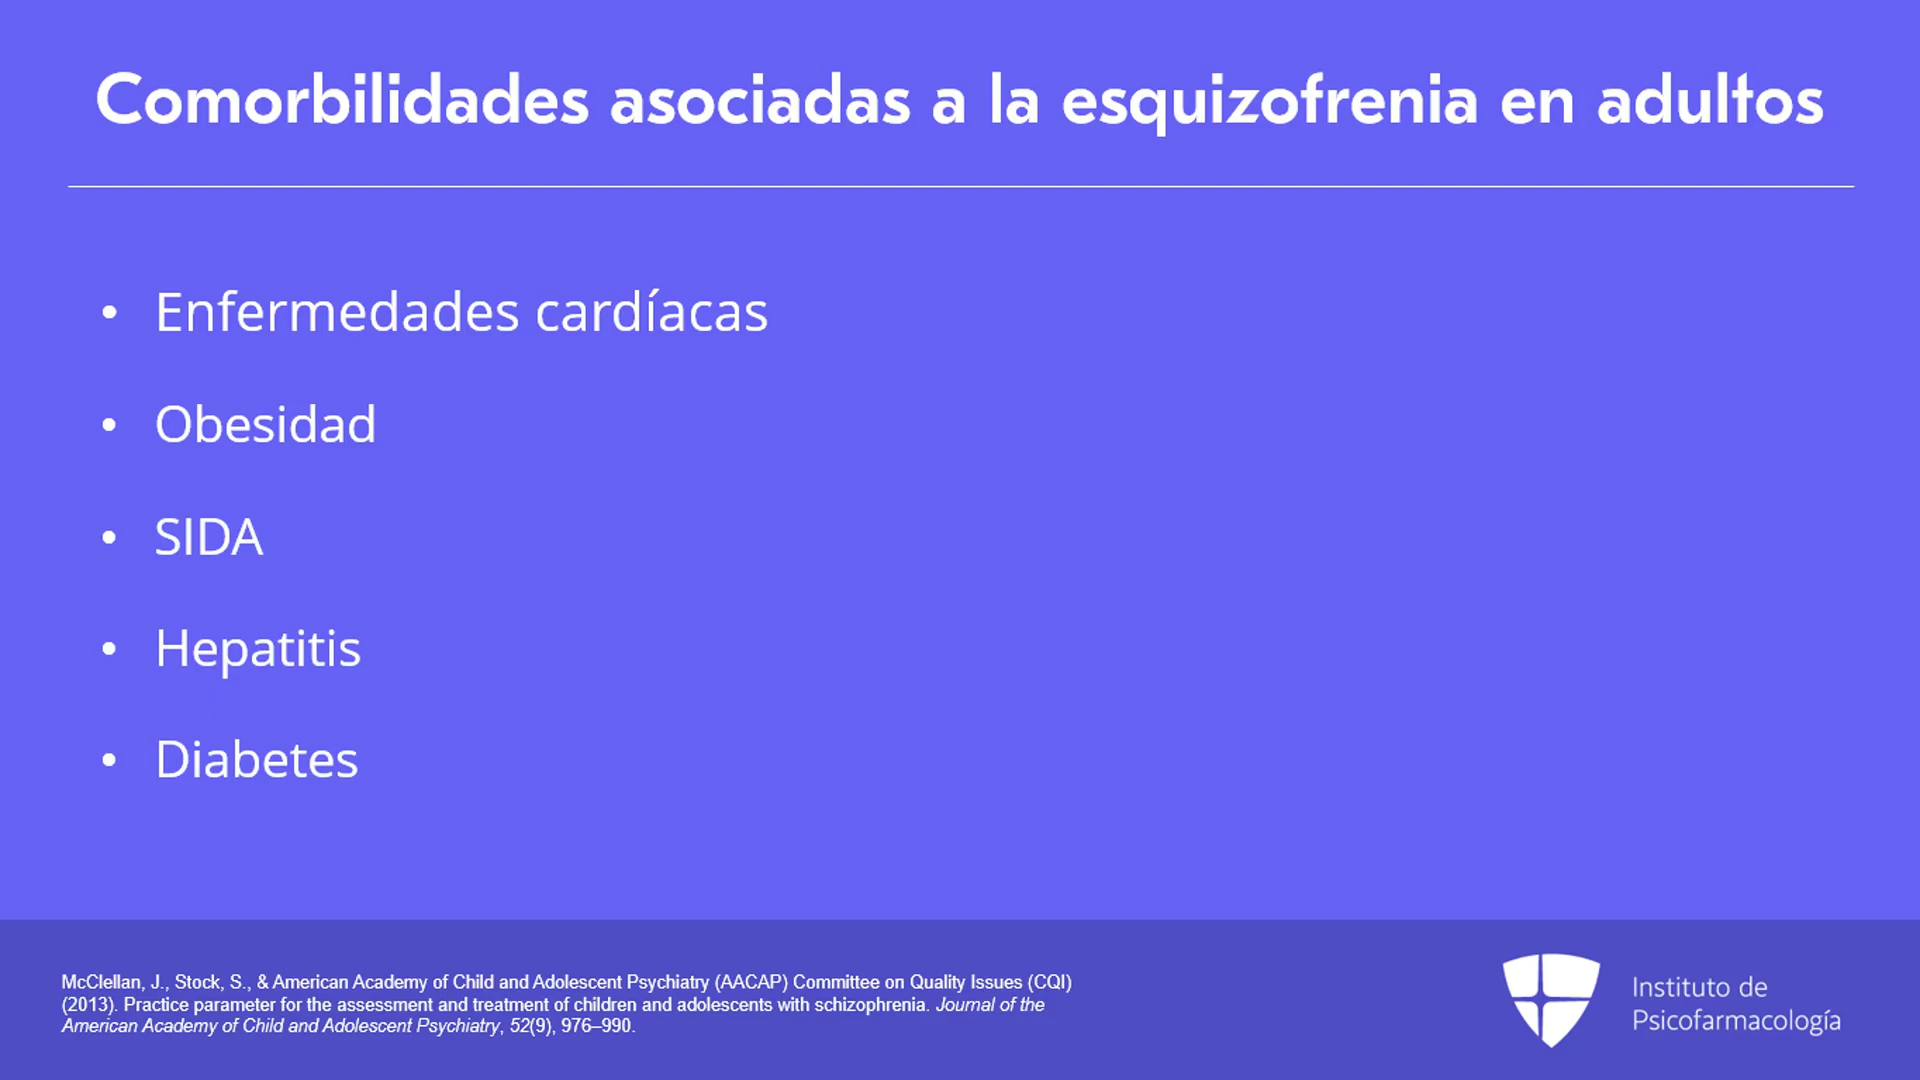 Comorbilidades asociadas a la esquizofrenia en adultos
• Enfermedades cardíacas
• Obesidad
• SIDA
• Hepatitis
• Diabetes
McClellan, J., Stock, S., & American Academy of Child and Adolescent Psychiatry (AACAP) Committee on Quality Issues (CQI)
(2013). Practice parameter for the assessment and treatment of children and adolescents with schizophrenia. Journal of the
American Academy of Child and Adolescent Psychiatry, 52(9), 976–990.
Instituto de
Psicofarmacología